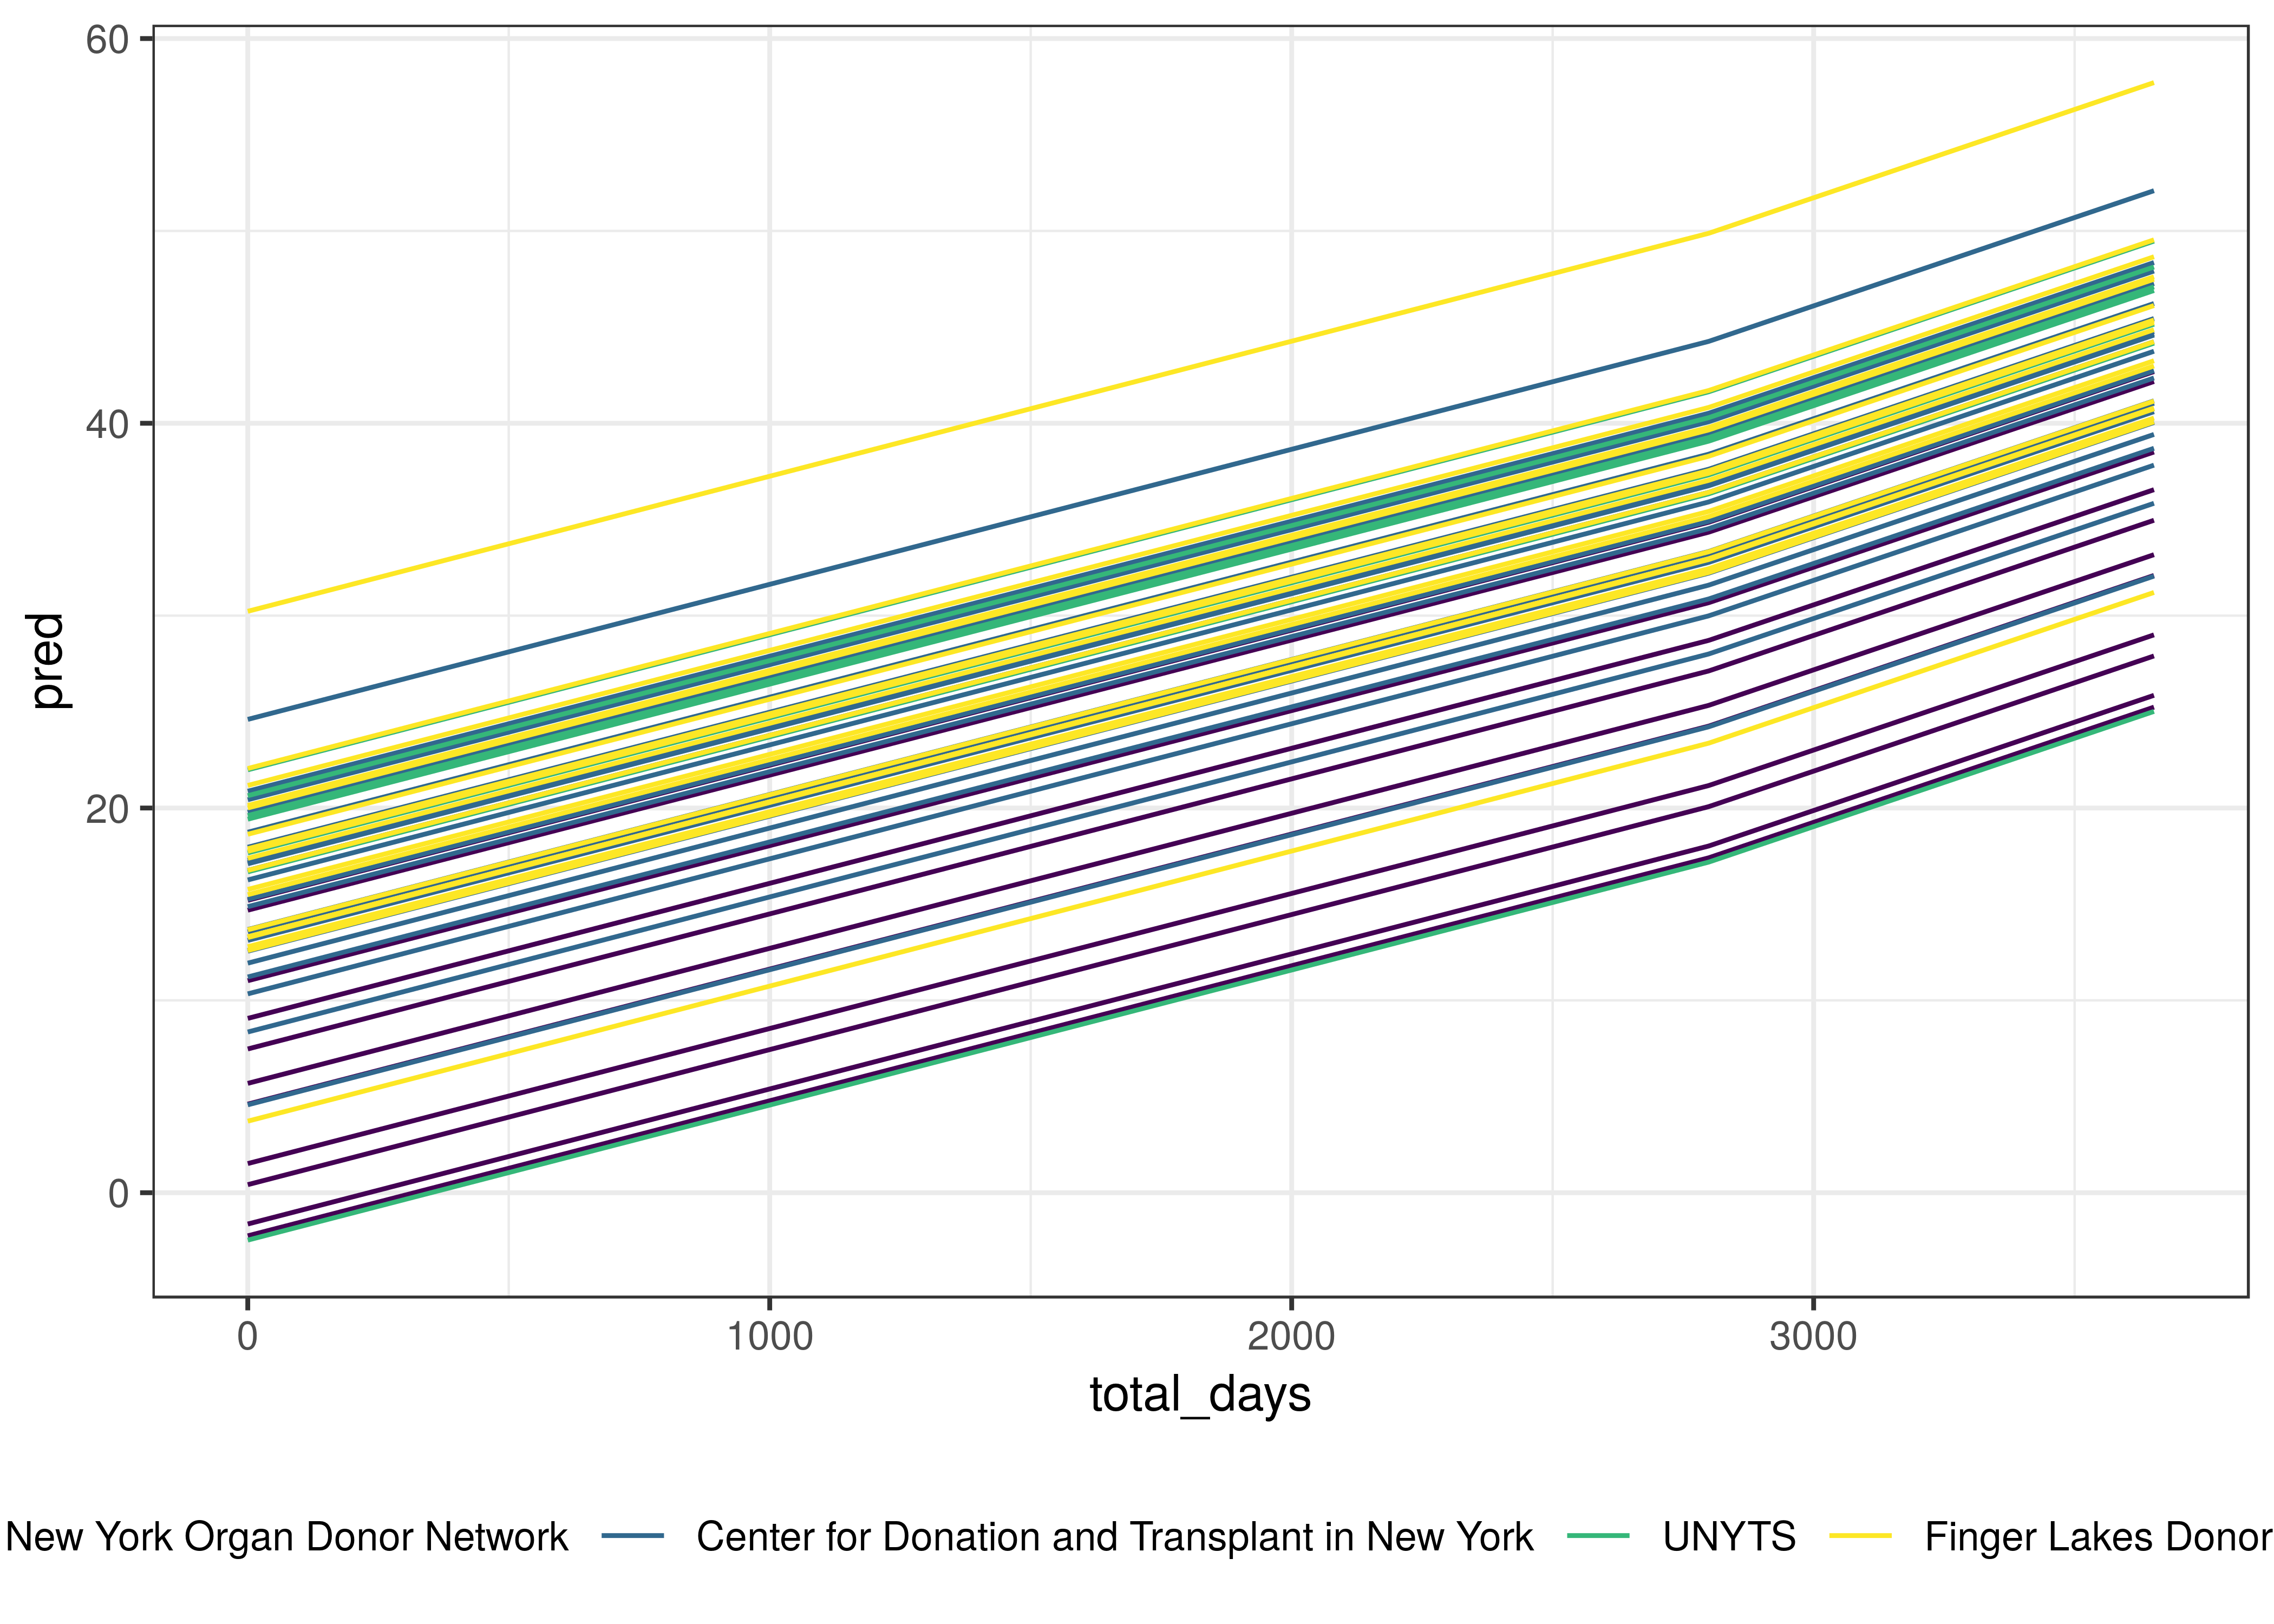 60
40
20
0
pred
0 1000 2000 3000
total_days
New York Organ Donor Network Center for Donation and Transplant in New York UNYTS Finger Lakes Donor